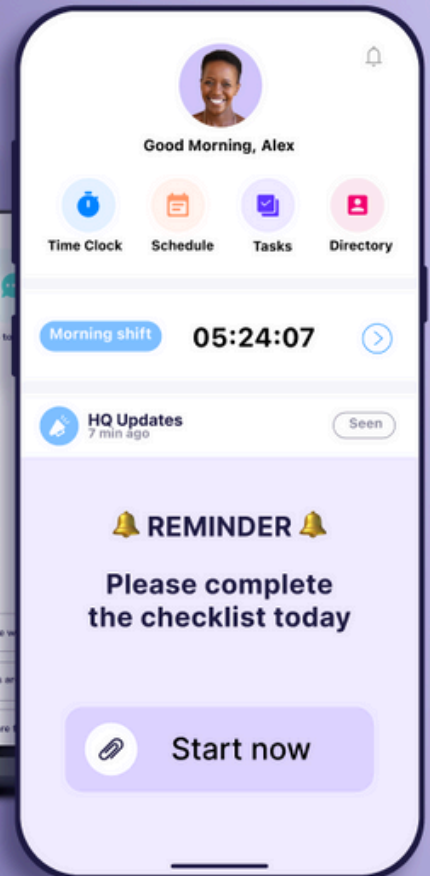 Good Morning, Alex
Time Clock Schedule Tasks Directory
Morning shift 05:24:07
HQ Updates Seen
7 min ago
🔔 REMINDER 🔔
Please complete
the checklist today
Start now